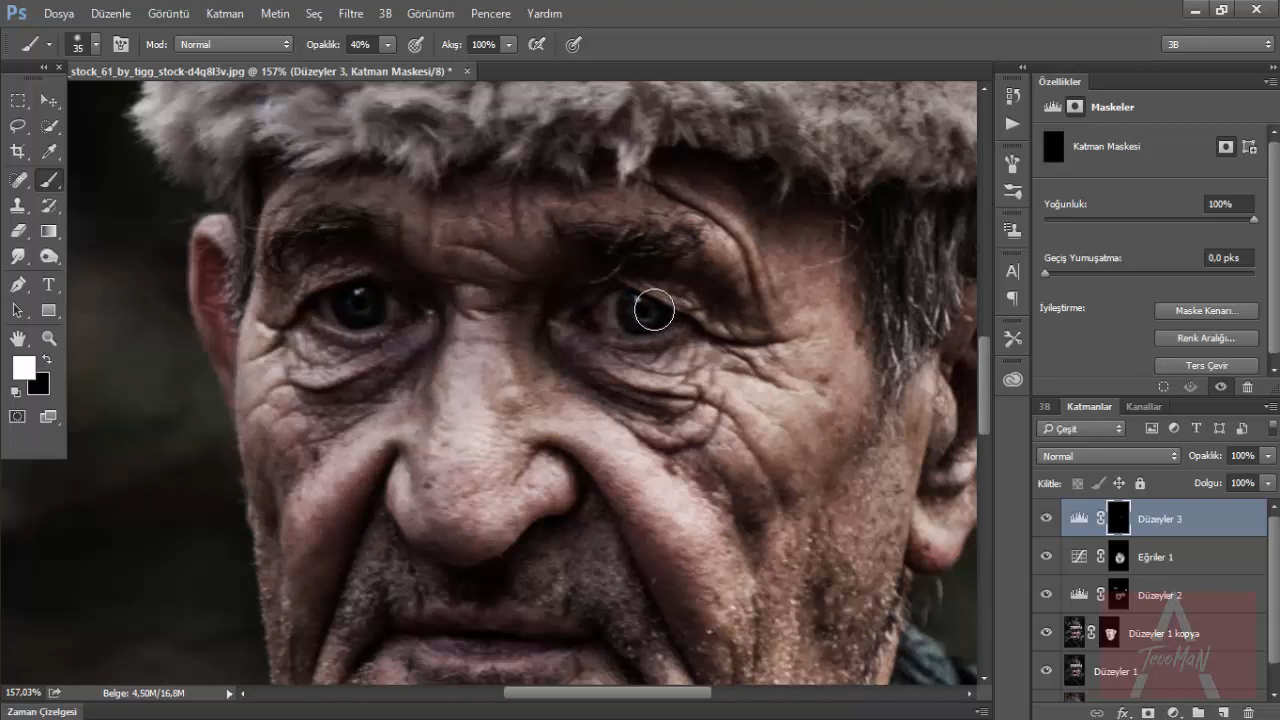 Ps Dosya Düzenle Görüntü Katman Metin Seç Filtre 3B Görünüm Pencere Yardım
35 Mod: Normal Opaklık: 40% Akış: 100% 3B
_stock_61_by_tigg_stock-d4q8l3v.jpg @ 157% (Düzeyler 3, Katman Maskesi/8) *
Özellikler
Maskeler
Katman Maskesi
Yoğunluk: 100%
Geçiş Yumuşatma: 0,0 pks
İyileştirme: Maske Kenarı...
Renk Aralığı...
Ters Çevir
3B Katmanlar Kanallar
Çeşit
Normal Opaklık: 100%
Kilitle: Dolgu: 100%
Düzeyler 3
Eğriler 1
Düzeyler 2
Düzeyler 1 kopya
TeooMaN
Düzeyler 1
157,03% Belge: 4,50M/16,8M
Zaman Çizelgesi